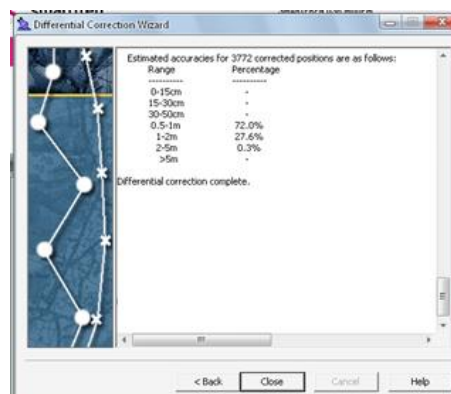 Differential Correction Wizard
Estimated accuracies for 3772 corrected positions are as follows:
Range Percentage
---------- ----------
0-15cm -
15-30cm -
30-50cm -
0.5-1m 72.0%
1-2m 27.6%
2-5m 0.3%
>5m -
Differential correction complete.
< Back Close Cancel Help